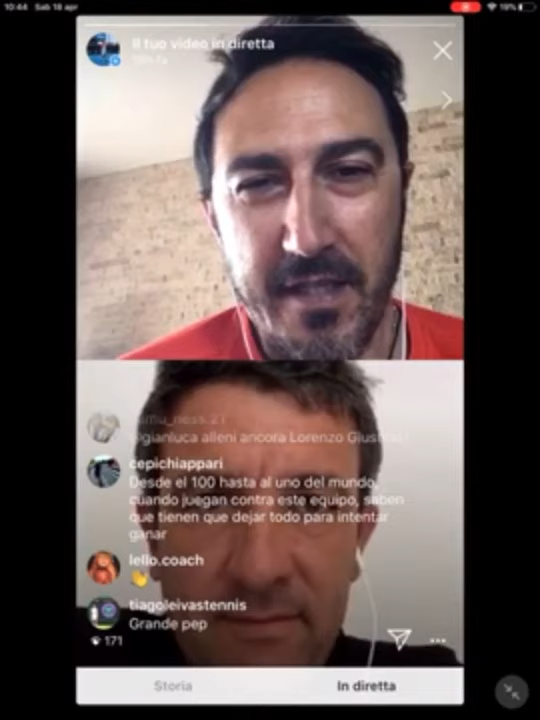 10:44 Sab 18 apr
19%
Il tuo video in diretta
@gianluca alleni ancora Lorenzo Giustino?
cepichiappari
Desde el 100 hasta al uno del mundo,
cuando juegan contra este equipo, saben
que tienen que dejar todo para intentar
ganar
lello.coach
tiagoleivastennis
Grande pep
171
Storia
In diretta